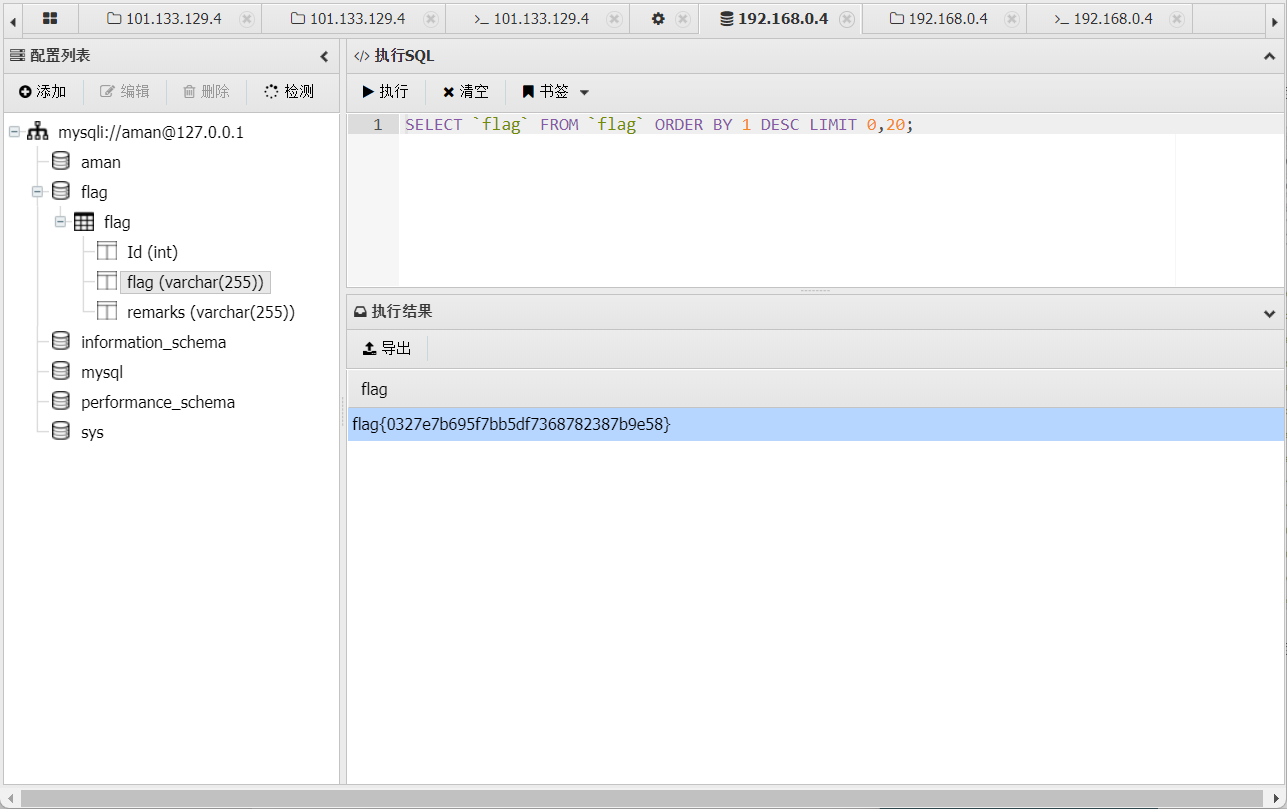 101.133.129.4 101.133.129.4 >_ 101.133.129.4 192.168.0.4 192.168.0.4 >_ 192.168.0.4
配置列表
添加 编辑 删除 检测
mysqli://aman@127.0.0.1
aman
flag
flag
Id (int)
flag (varchar(255))
remarks (varchar(255))
information_schema
mysql
performance_schema
sys
</> 执行SQL
执行 清空 书签
1 SELECT `flag` FROM `flag` ORDER BY 1 DESC LIMIT 0,20;
执行结果
导出
flag
flag{0327e7b695f7bb5df7368782387b9e58}